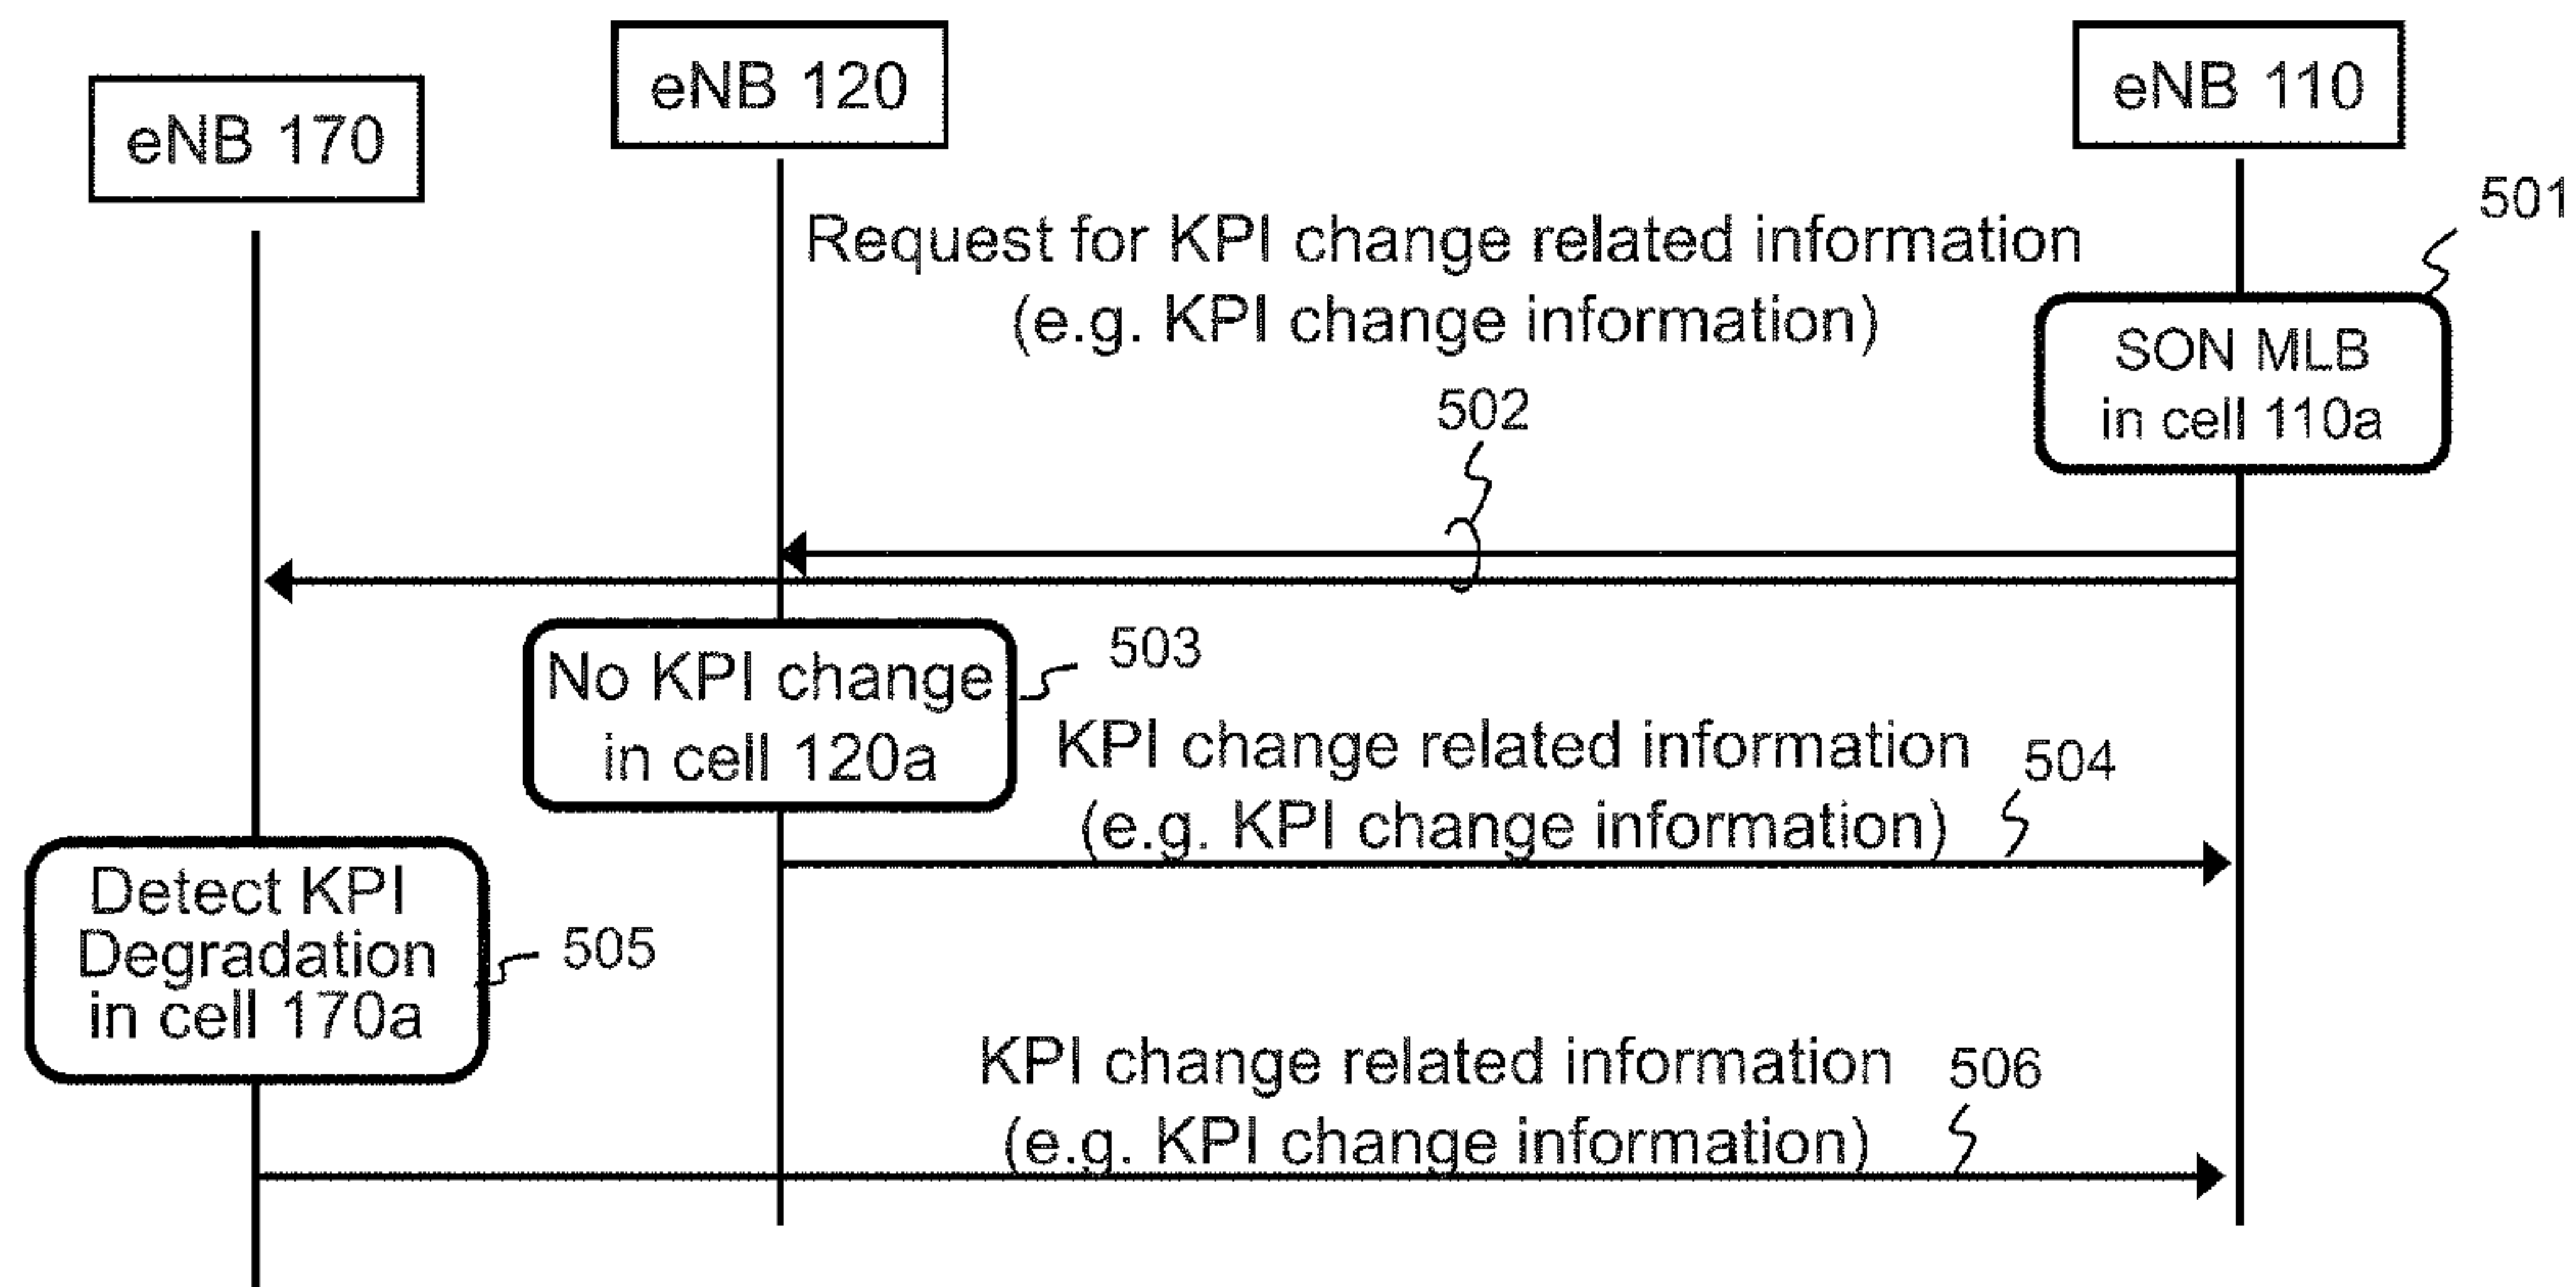 eNB 170
eNB 120
eNB 110
501
Request for KPI change related information
(e.g. KPI change information)
SON MLB
in cell 110a
502
No KPI change
in cell 120a
503
KPI change related information
(e.g. KPI change information)
504
Detect KPI
Degradation
in cell 170a
505
KPI change related information
(e.g. KPI change information)
506